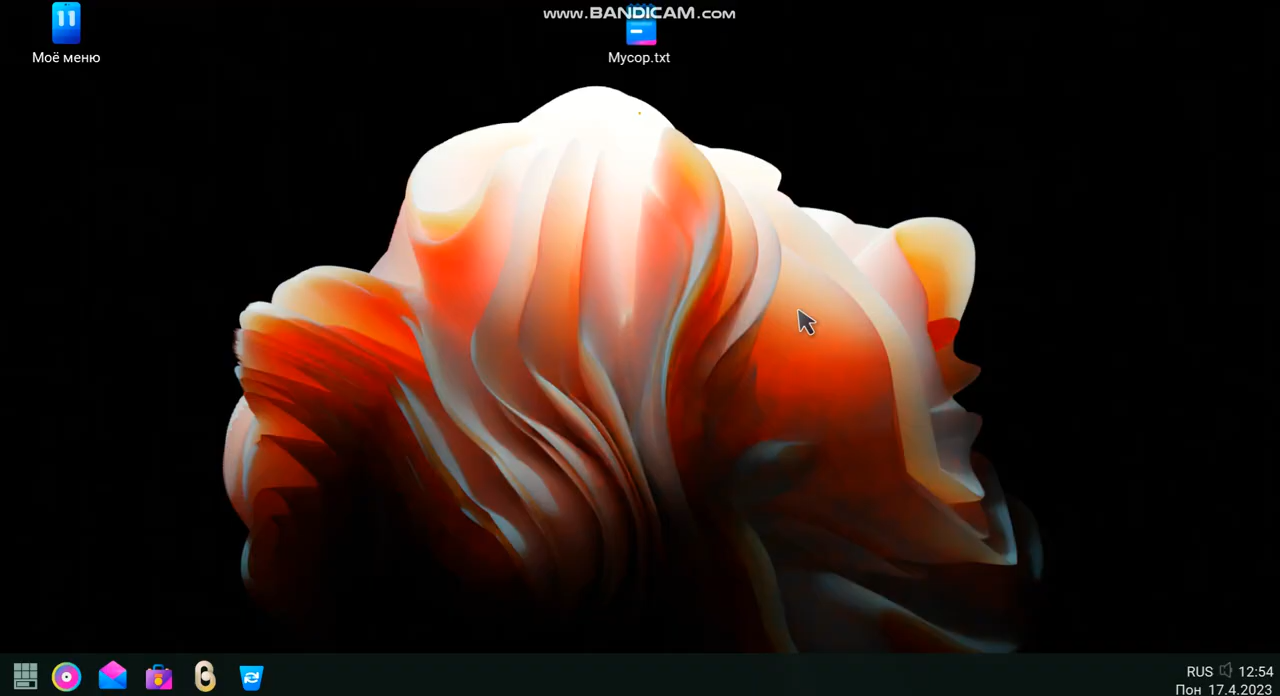 www.BANDICAM.com
Моё меню
Мусор.txt
RUS 12:54
Пон 17.4.2023